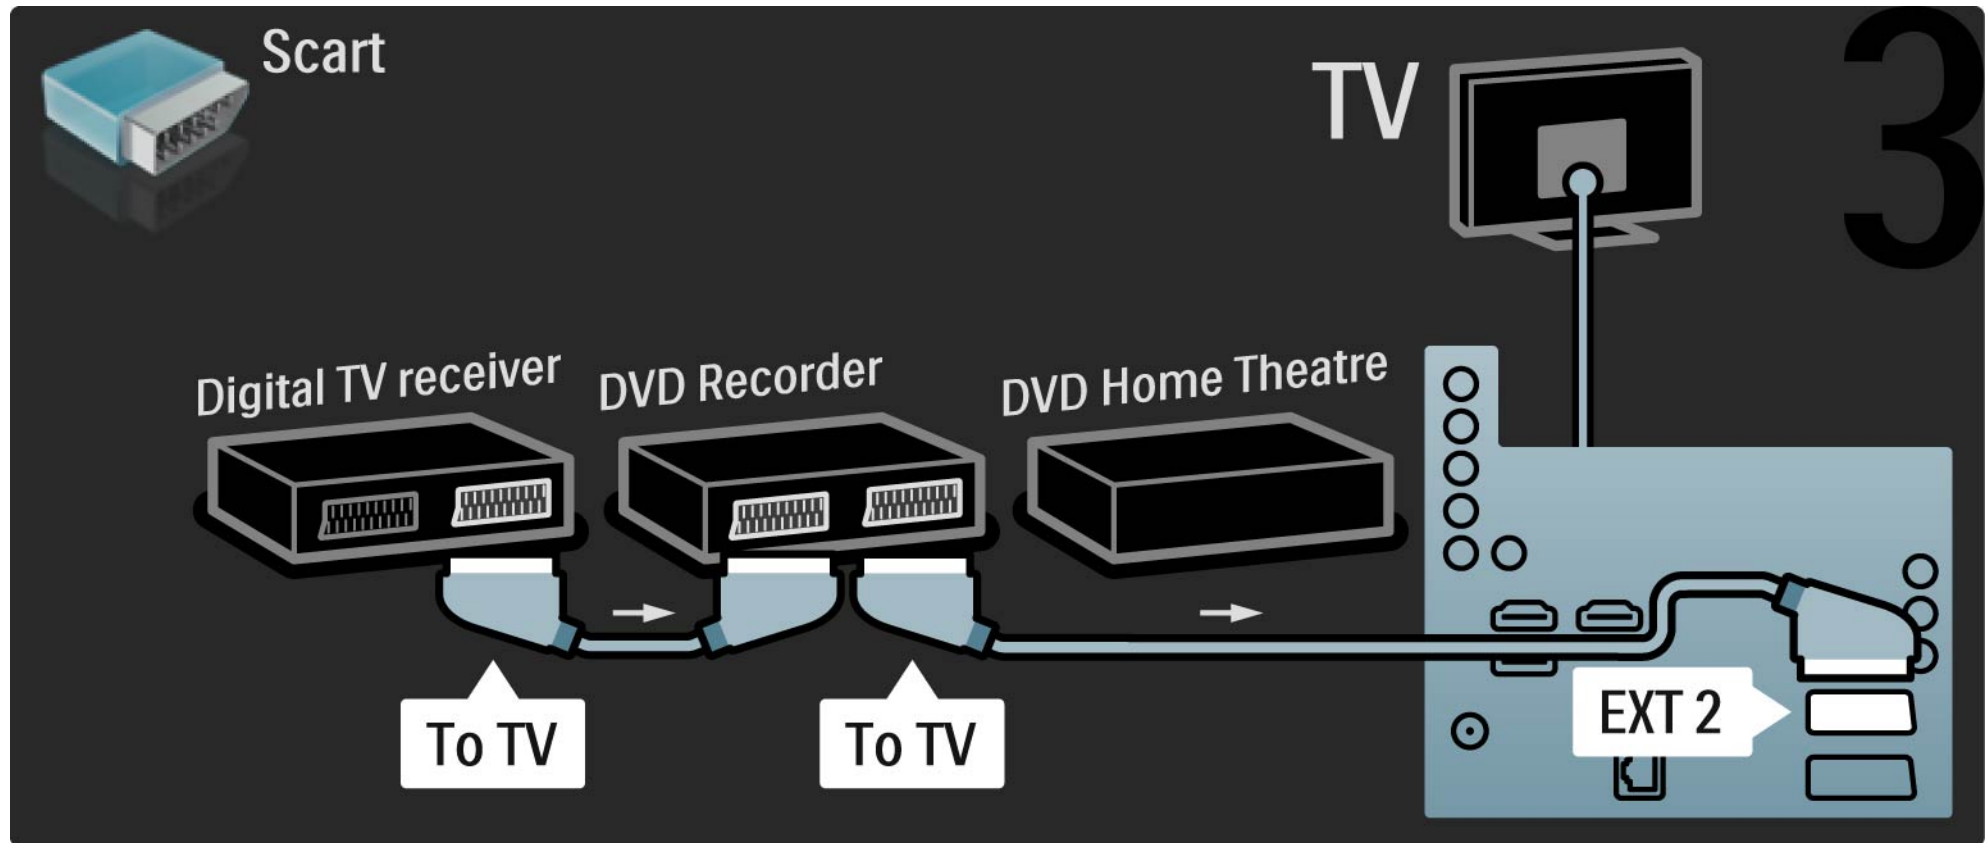 Scart
TV
3
Digital TV receiver
DVD Recorder
DVD Home Theatre
To TV
To TV
EXT 2